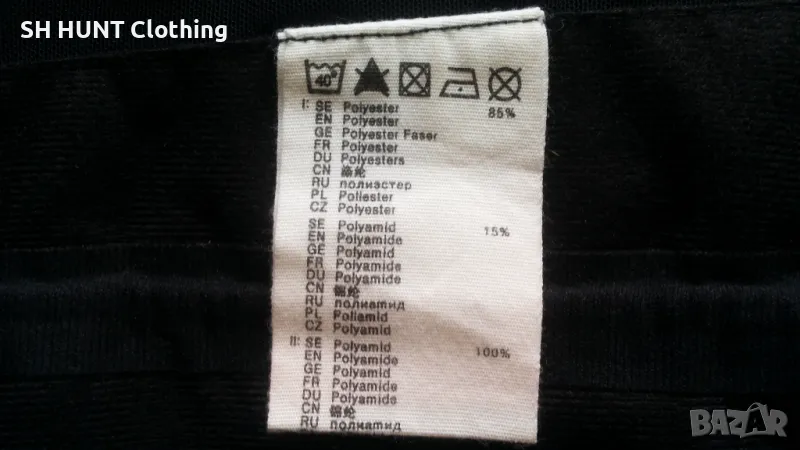 SH HUNT Clothing
40°
I: SE Polyester 85%
EN Polyester
GE Polyester Faser
FR Polyester
DU Polyesters
CN 涤纶
RU полиэстер
PL Poliester
CZ Polyester
SE Polyamid 15%
EN Polyamide
GE Polyamid
FR Polyamide
DU Polyamide
CN 锦纶
RU полиамид
PL Poliamid
CZ Polyamid
II: SE Polyamid 100%
EN Polyamide
GE Polyamid
FR Polyamide
DU Polyamide
CN 锦纶
RU полиамид
BAZAR